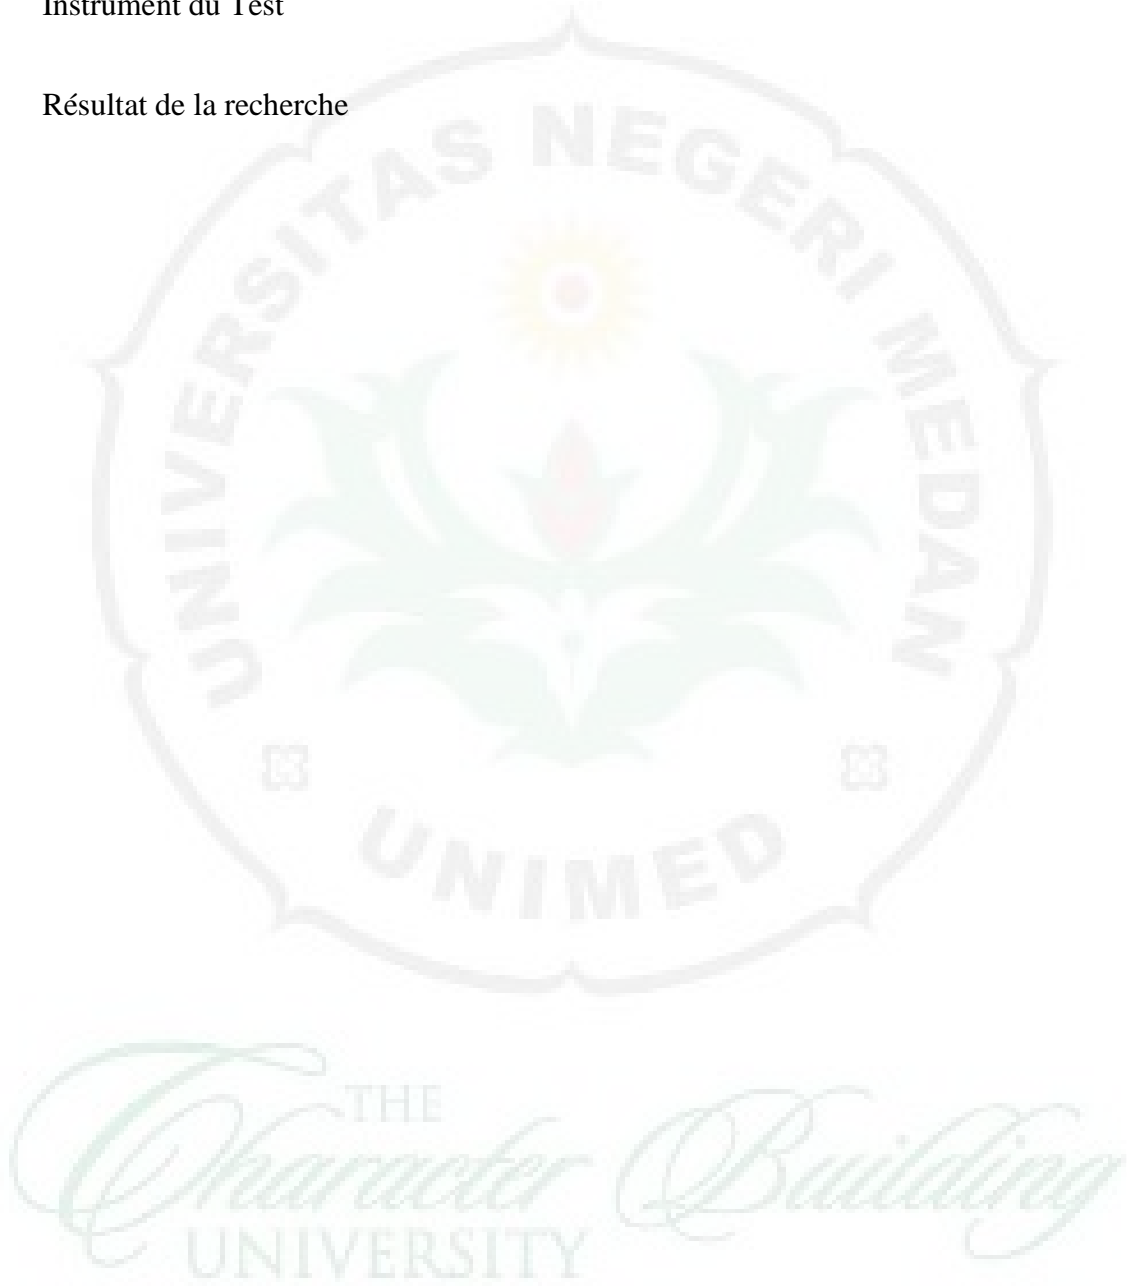 Instrument du Test
Résultat de la recherche
UNIVERSITAS NEGERI MEDAN
UNIMED
THE
Character Building
UNIVERSITY